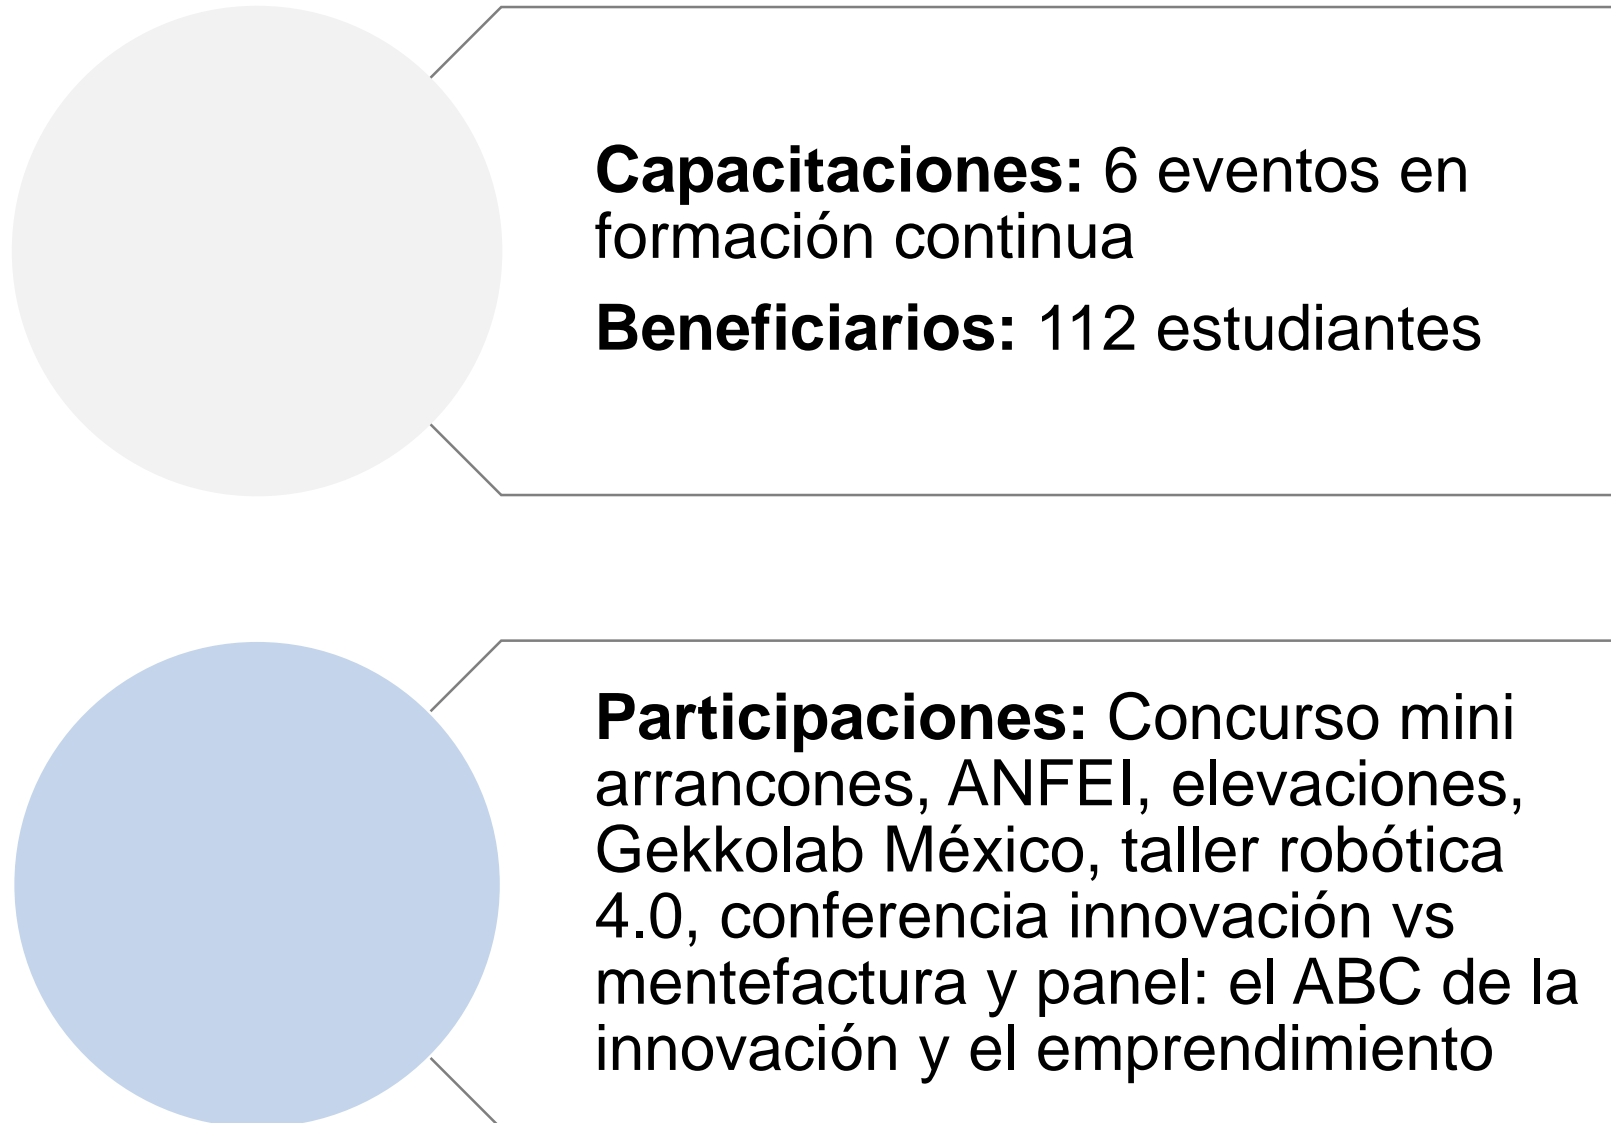 Capacitaciones: 6 eventos en
formación continua
Beneficiarios: 112 estudiantes
Participaciones: Concurso mini
arrancones, ANFEI, elevaciones,
Gekkolab México, taller robótica
4.0, conferencia innovación vs
mentefactura y panel: el ABC de la
innovación y el emprendimiento